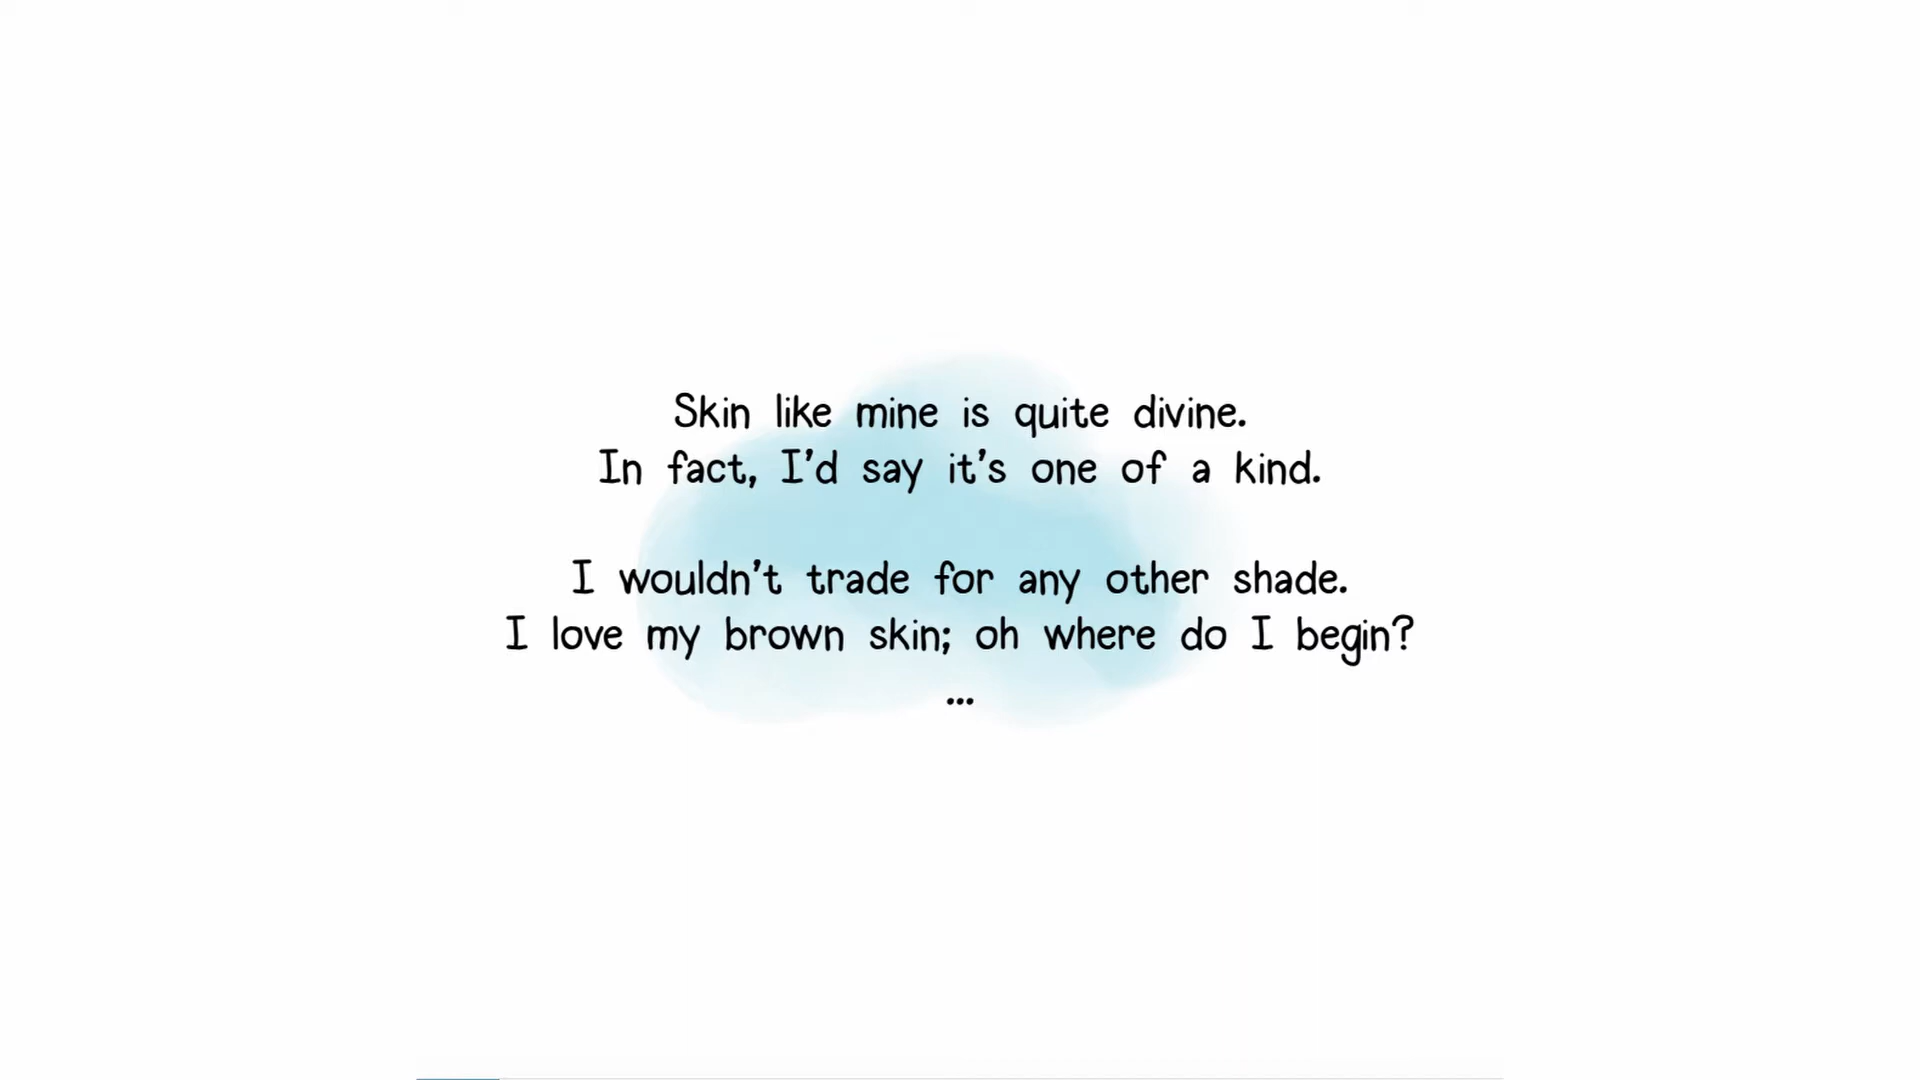 Skin like mine is quite divine.
In fact, I'd say it's one of a kind.
I wouldn't trade for any other shade.
I love my brown skin; oh where do I begin?
...